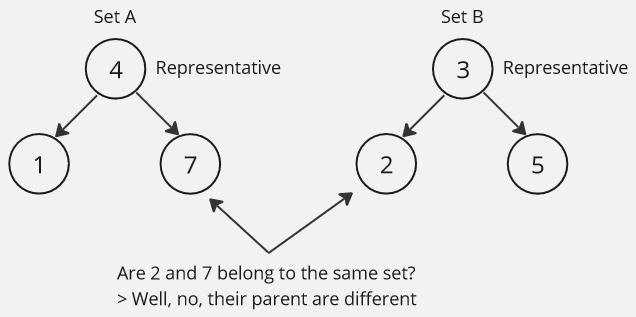 Set A
Set B
4
Representative
3
Representative
1
7
2
5
Are 2 and 7 belong to the same set?
> Well, no, their parent are different